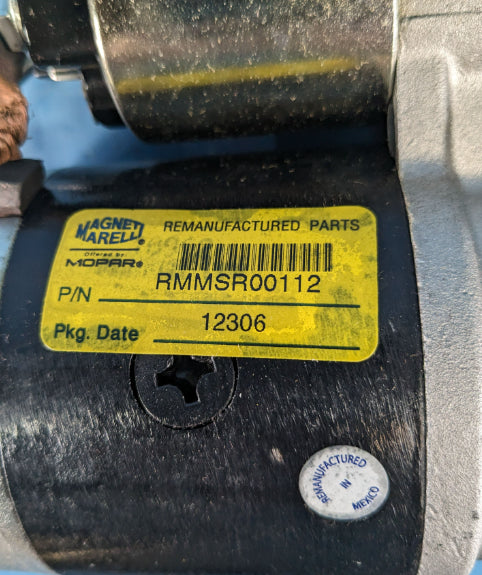 MAGNETI
MARELLI
Offered by
MOPAR®
REMANUFACTURED PARTS
P/N RMMSR00112
Pkg. Date 12306
REMANUFACTURED
IN
MEXICO